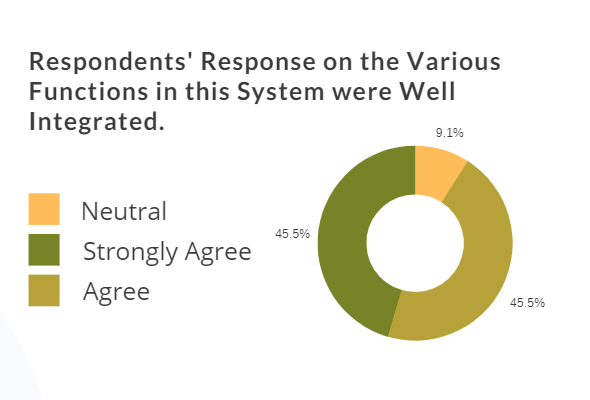 Respondents' Response on the Various
Functions in this System were Well
Integrated.
9.1%
Neutral
45.5%
Strongly Agree
Agree
45.5%